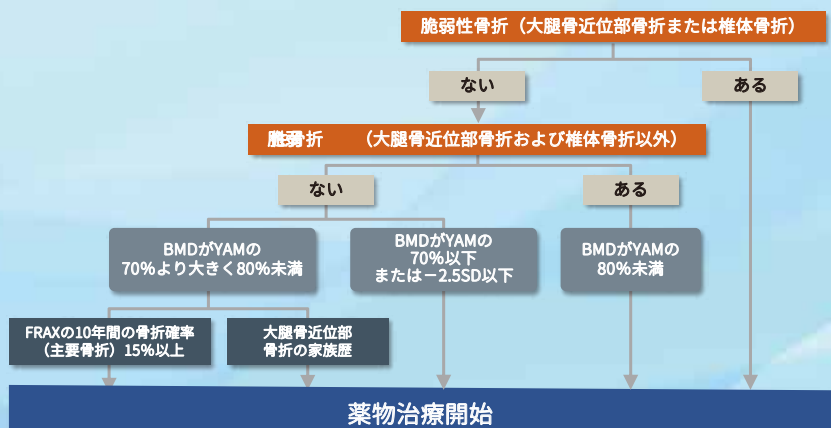 脆弱性骨折（大腿骨近位部骨折または椎体骨折）
ない
ある
脆弱性骨折 （大腿骨近位部骨折および椎体骨折以外）
ない
ある
BMDがYAMの
70％より大きく80％未満
BMDがYAMの
70％以下
または－2.5SD以下
BMDがYAMの
80％未満
FRAXの10年間の骨折確率
（主要骨折）15％以上
大腿骨近位部
骨折の家族歴
薬物治療開始